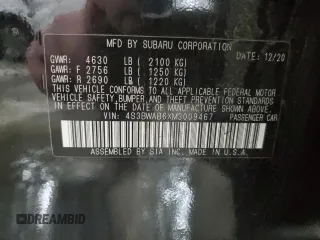 MFD BY SUBARU CORPORATION 12/20
GVWR: 4630 LB ( 2100 KG)
GAWR: F 2756 LB ( 1250 KG)
GAWR: R 2690 LB ( 1220 KG)
THIS VEHICLE CONFORMS TO ALL APPLICABLE FEDERAL MOTOR
VEHICLE SAFETY, BUMPER, AND THEFT PREVENTION STANDARDS
IN EFFECT ON THE DATE OF MANUFACTURE SHOWN ABOVE.
VIN: 4S3BWAB6XM3009467 PASSENGER CAR
ASSEMBLED BY SIA INC. MADE IN U.S.A.
DREAMBID